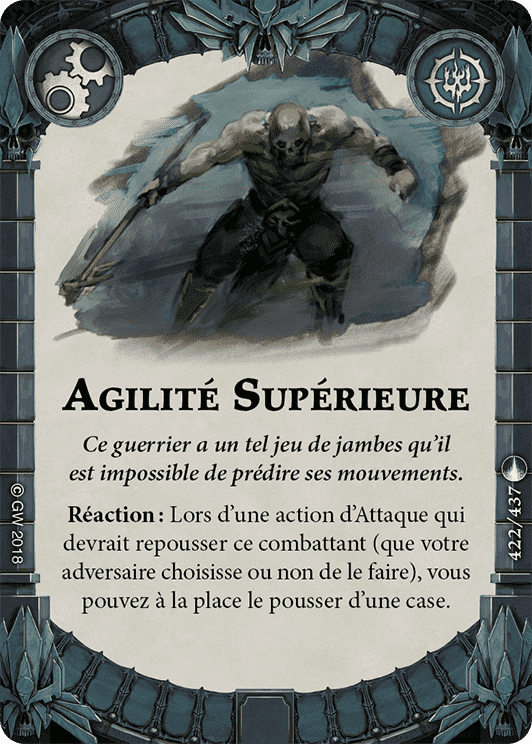 AGILITÉ SUPÉRIEURE
Ce guerrier a un tel jeu de jambes qu'il
est impossible de prédire ses mouvements.
Réaction : Lors d'une action d'Attaque qui
devrait repousser ce combattant (que votre
adversaire choisisse ou non de le faire), vous
pouvez à la place le pousser d'une case.
© GW 2018
422/437